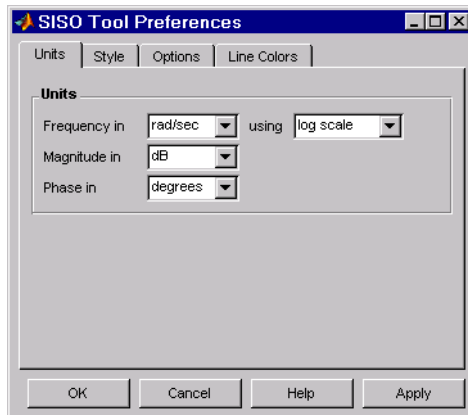 SISO Tool Preferences
Units Style Options Line Colors
Units
Frequency in rad/sec using log scale
Magnitude in dB
Phase in degrees
OK Cancel Help Apply